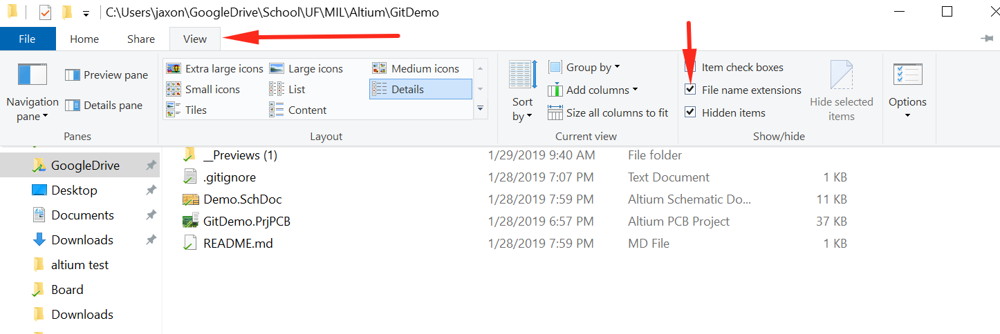 C:\Users\jaxon\GoogleDrive\School\UF\MIL\Altium\GitDemo
File Home Share View
Navigation pane
Preview pane
Details pane
Panes
Extra large icons Large icons Medium icons
Small icons List Details
Tiles Content
Layout
Sort by
Group by
Add columns
Size all columns to fit
Current view
Item check boxes
File name extensions
Hidden items
Hide selected items
Show/hide
Options
GoogleDrive
Desktop
Documents
Downloads
altium test
Board
Downloads
__Previews (1) 1/29/2019 9:40 AM File folder
.gitignore 1/28/2019 7:07 PM Text Document 1 KB
Demo.SchDoc 1/28/2019 7:59 PM Altium Schematic Do... 11 KB
GitDemo.PrjPCB 1/28/2019 6:57 PM Altium PCB Project 37 KB
README.md 1/28/2019 7:59 PM MD File 1 KB